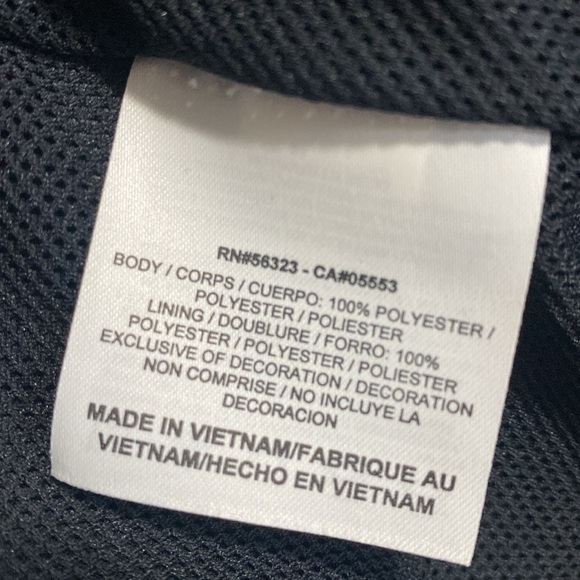 RN#56323 - CA#05553
BODY / CORPS / CUERPO: 100% POLYESTER /
POLYESTER / POLIESTER
LINING / DOUBLURE / FORRO: 100%
POLYESTER / POLYESTER / POLIESTER
EXCLUSIVE OF DECORATION / DECORATION
NON COMPRISE / NO INCLUYE LA
DECORACION
MADE IN VIETNAM/FABRIQUE AU
VIETNAM/HECHO EN VIETNAM